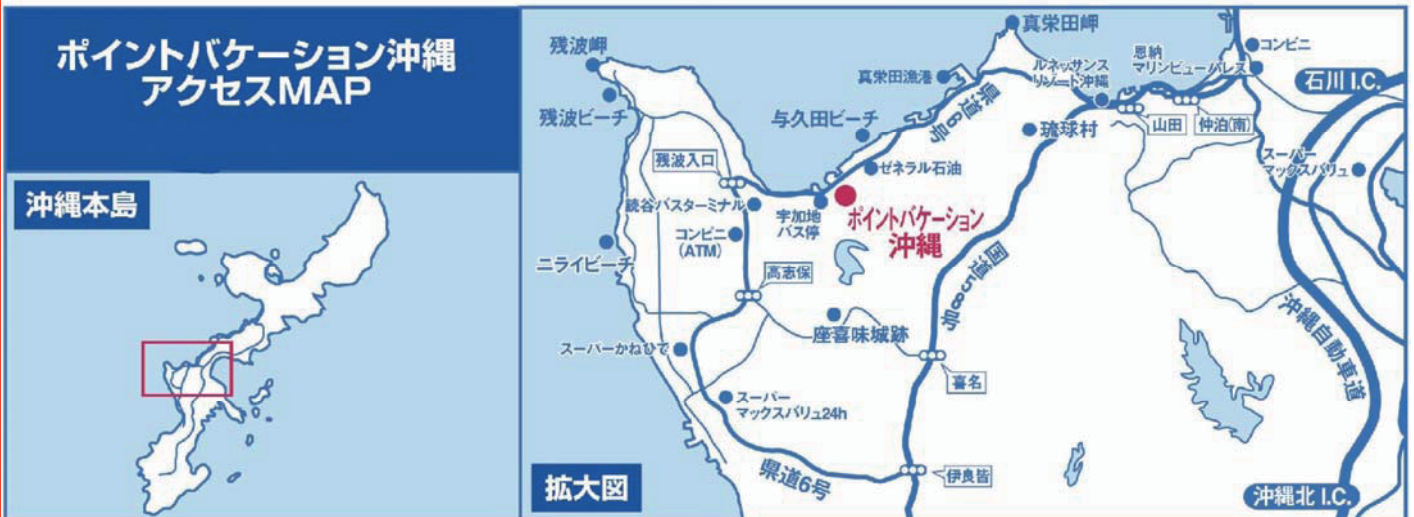 ポイントバケーション沖縄
アクセスMAP
沖縄本島
残波岬
残波ビーチ
ニライビーチ
残波入口
読谷バスターミナル
コンビニ
(ATM)
高志保
スーパーかねひで
スーパー
マックスバリュ24h
県道6号
拡大図
真栄田岬
真栄田漁港
与久田ビーチ
県道6号
ゼネラル石油
宇加地
バス停
ポイントバケーション
沖縄
座喜味城跡
ルネッサンス
リゾート沖縄
恩納
マリンビューパレス
コンビニ
石川I.C.
山田
仲泊(南)
琉球村
スーパー
マックスバリュ
国道58号
喜名
伊良皆
沖縄自動車道
沖縄北I.C.